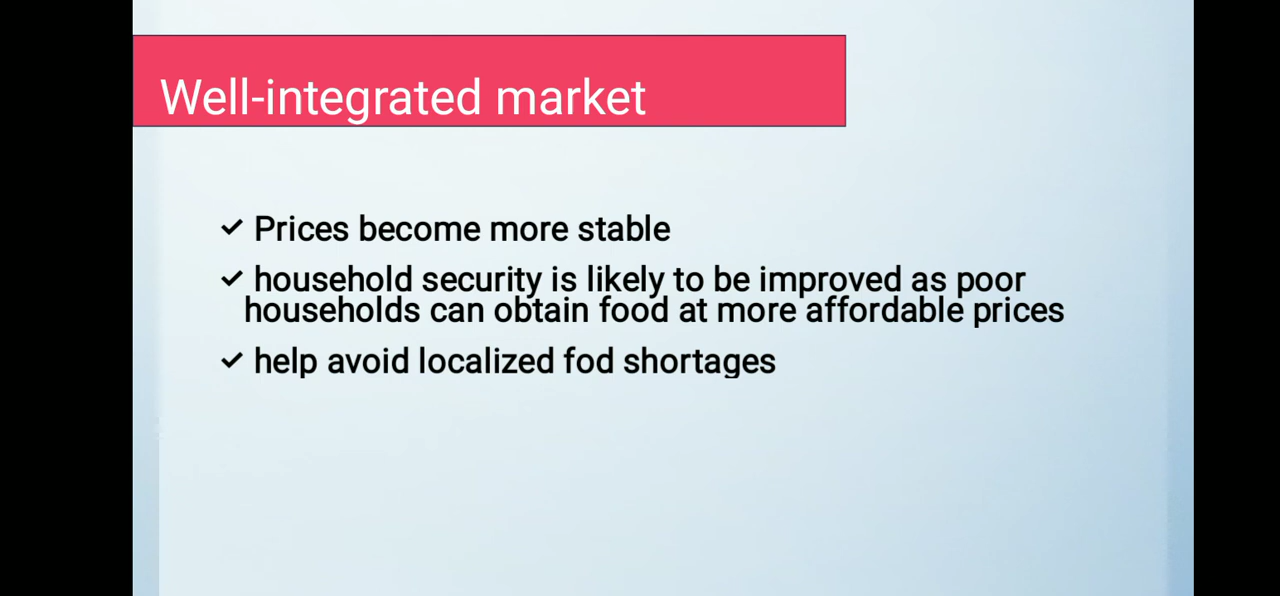 Well-integrated market
✓ Prices become more stable
✓ household security is likely to be improved as poor
households can obtain food at more affordable prices
✓ help avoid localized fod shortages